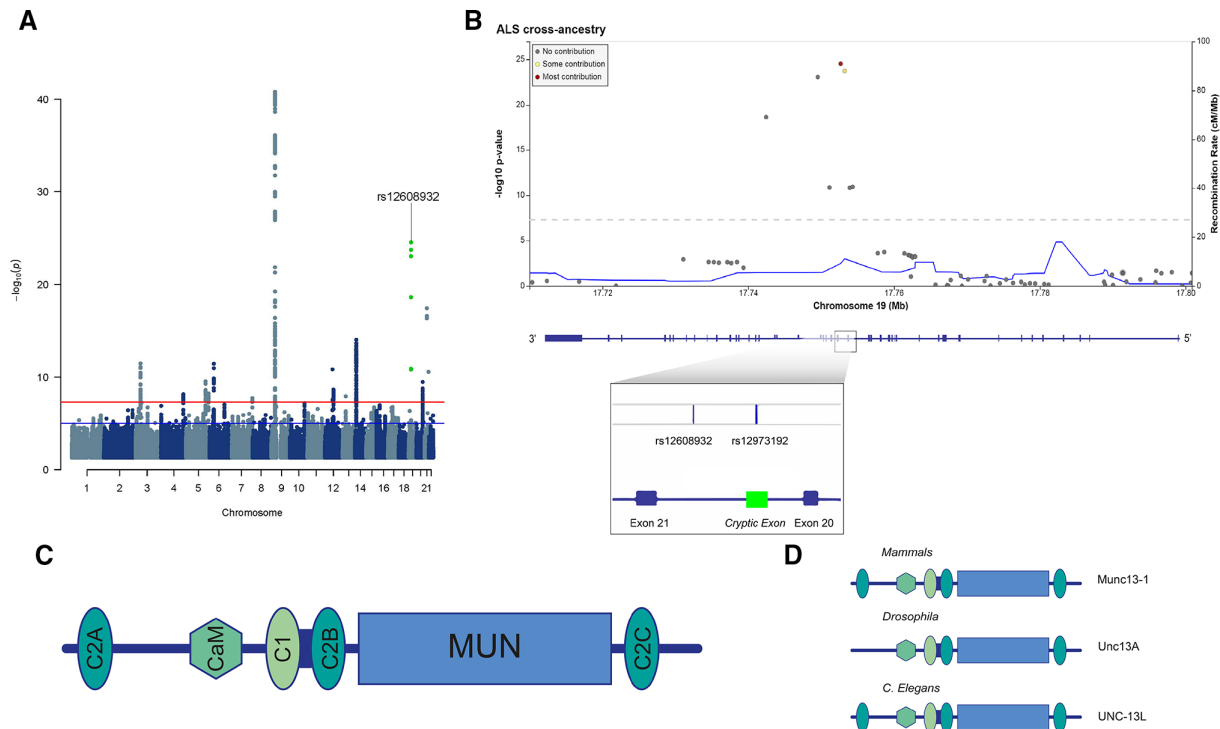 A
rs12608932
−log10(p)
40
30
20
10
0
1 2 3 4 5 6 7 8 9 10 12 14 16 18 21
Chromosome
B
ALS cross-ancestry
No contribution
Some contribution
Most contribution
-log10 p-value
25
20
15
10
5
0
Recombination Rate (cM/Mb)
100
80
60
40
20
0
17.72 17.74 17.76 17.78 17.80
Chromosome 19 (Mb)
3' 5'
rs12608932 rs12973192
Exon 21 Cryptic Exon Exon 20
C
C2A CaM C1 C2B MUN C2C
D
Mammals
Munc13-1
Drosophila
Unc13A
C. Elegans
UNC-13L